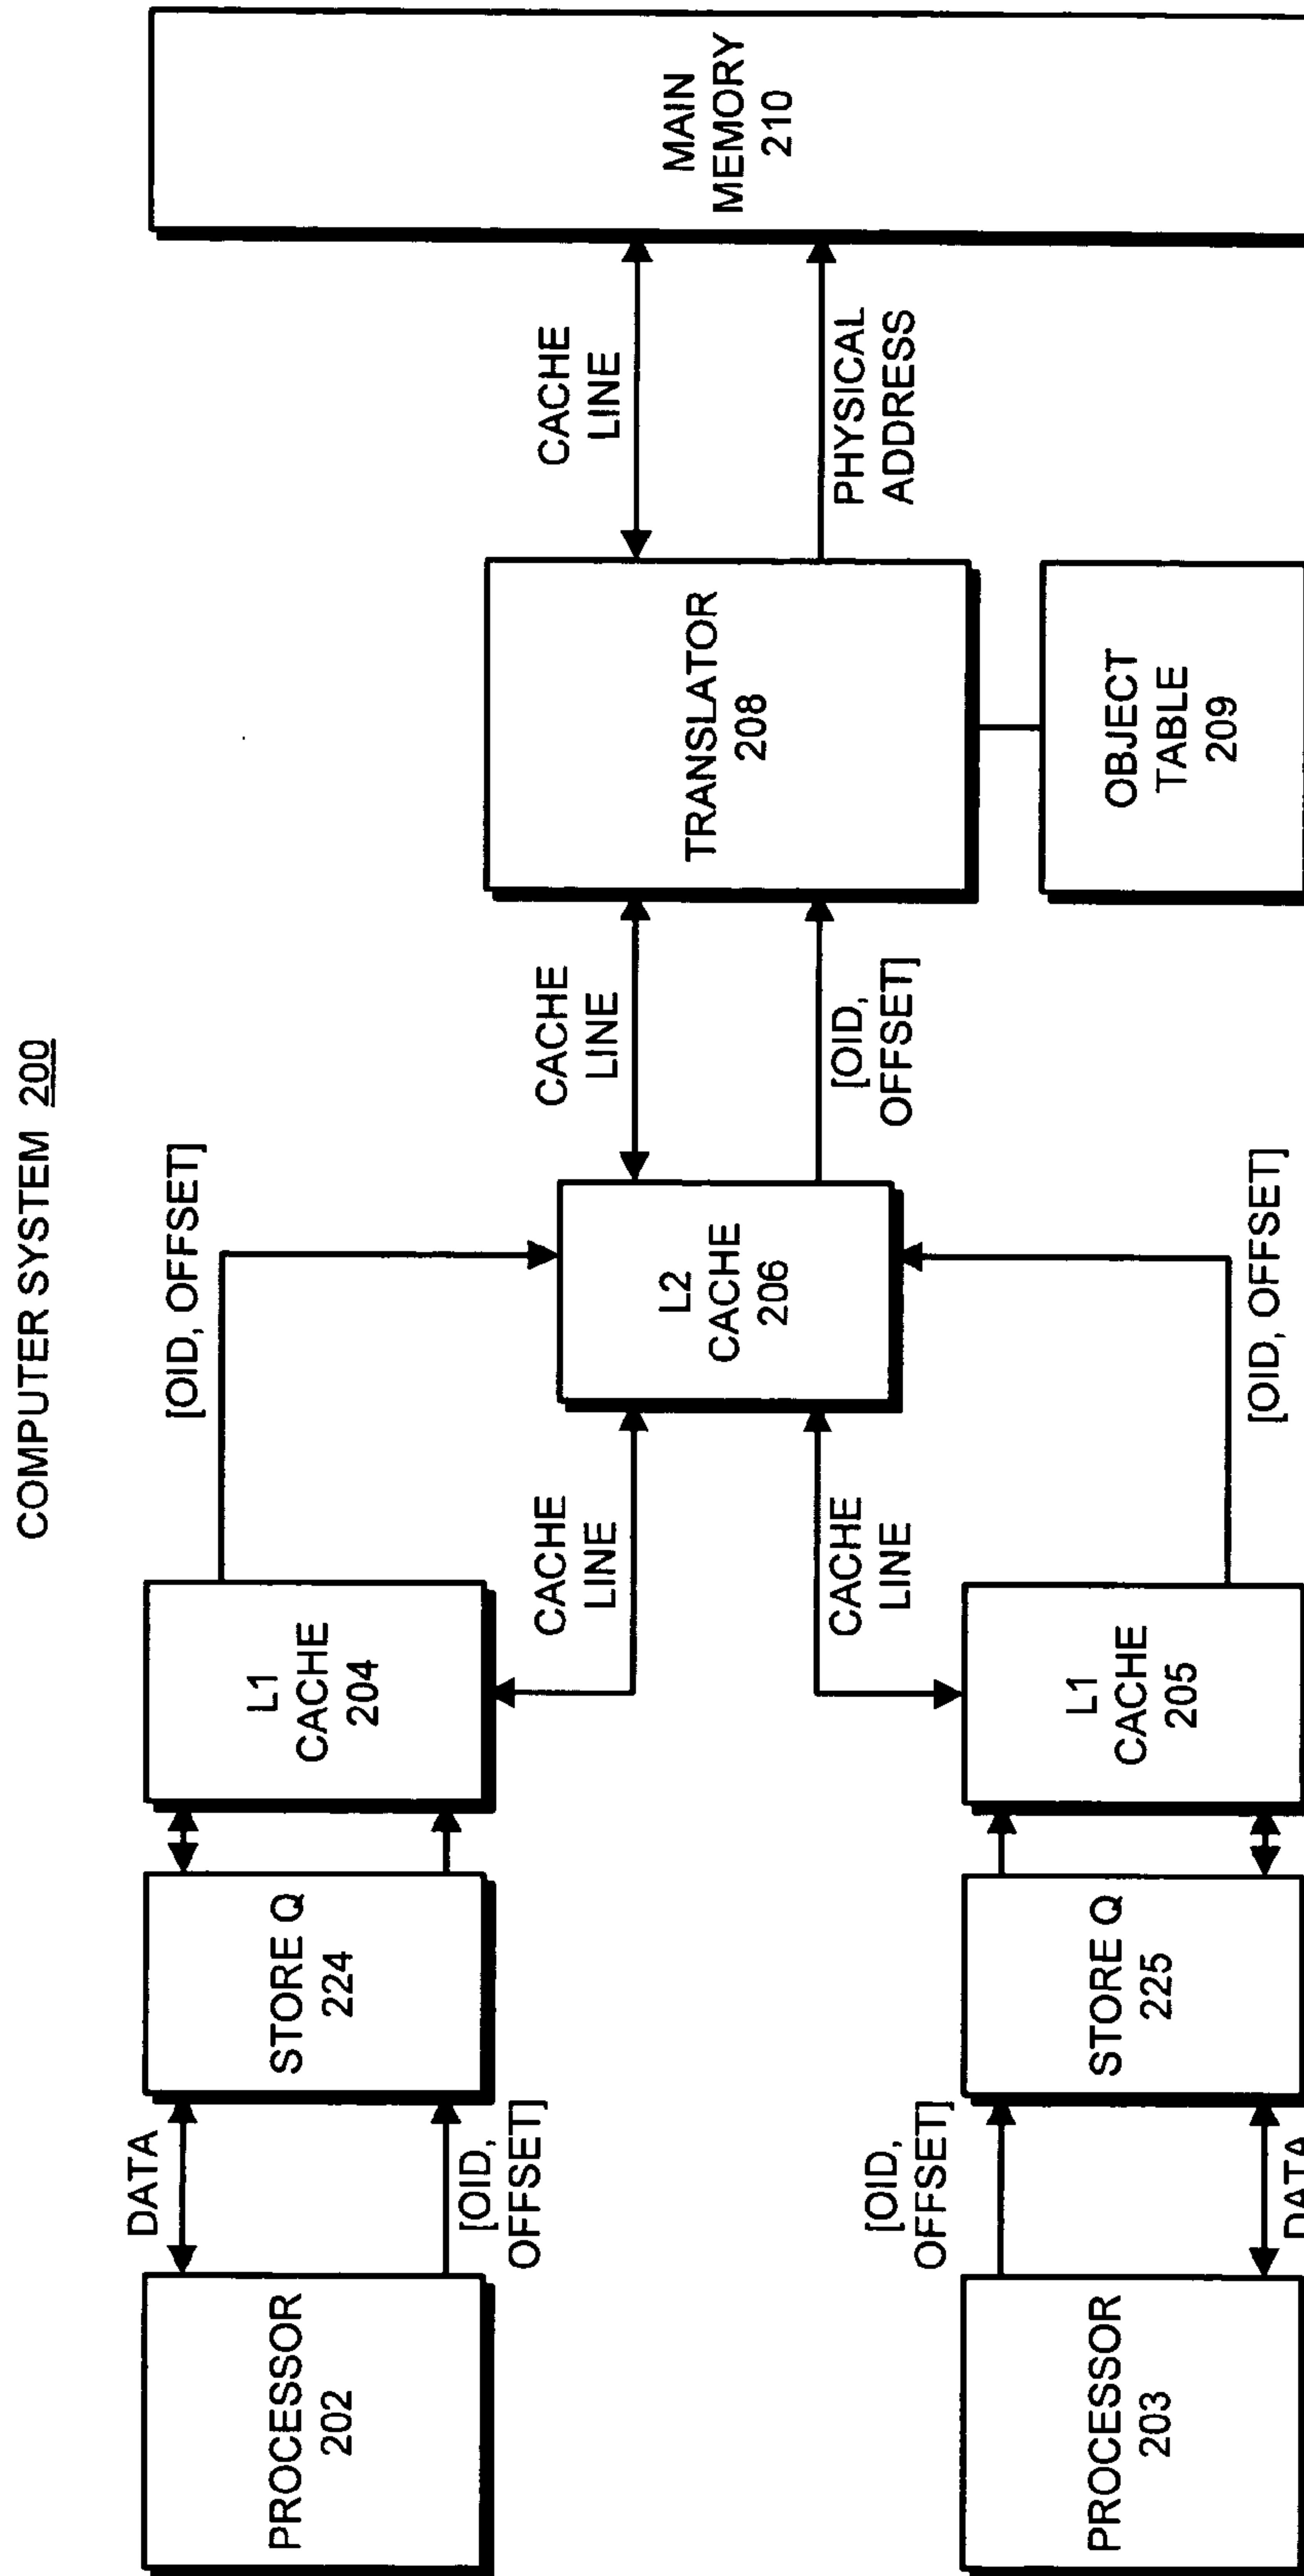 COMPUTER SYSTEM 200
PROCESSOR
202
DATA
[OID,
OFFSET]
STORE Q
224
L1
CACHE
204
[OID, OFFSET]
CACHE
LINE
PROCESSOR
203
[OID,
OFFSET]
DATA
STORE Q
225
L1
CACHE
205
CACHE
LINE
[OID, OFFSET]
L2
CACHE
206
CACHE
LINE
[OID,
OFFSET]
TRANSLATOR
208
OBJECT
TABLE
209
CACHE
LINE
PHYSICAL
ADDRESS
MAIN
MEMORY
210